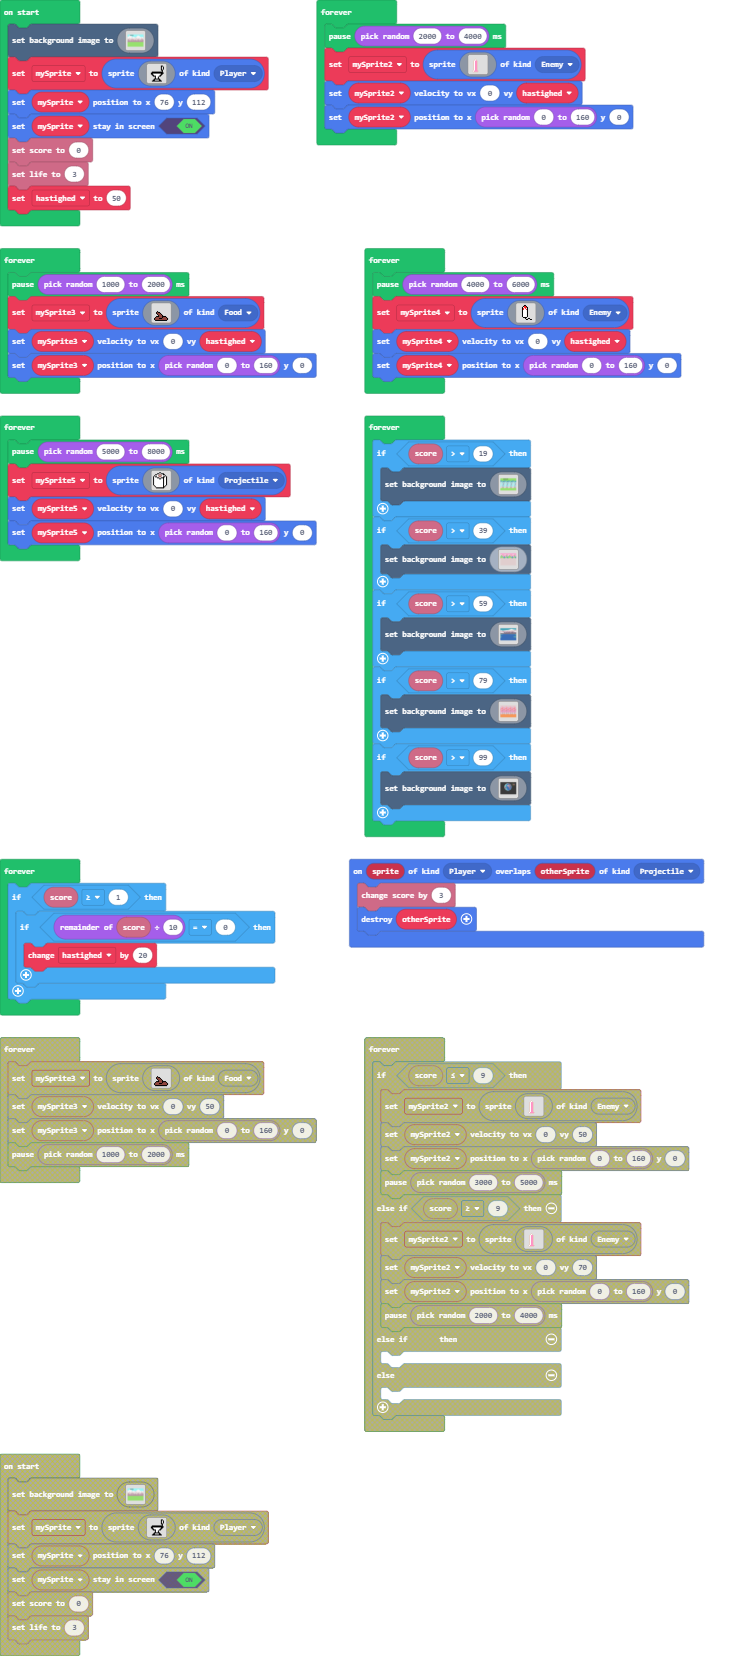 on start
set background image to
set mySprite to sprite of kind Player
set mySprite position to x 76 y 112
set mySprite stay in screen ON
set score to 0
set life to 3
set hastighed to 50
forever
pause pick random 2000 to 4000 ms
set mySprite2 to sprite of kind Enemy
set mySprite2 velocity to vx 0 vy hastighed
set mySprite2 position to x pick random 0 to 160 y 0
forever
pause pick random 1000 to 2000 ms
set mySprite3 to sprite of kind Food
set mySprite3 velocity to vx 0 vy hastighed
set mySprite3 position to x pick random 0 to 160 y 0
forever
pause pick random 4000 to 6000 ms
set mySprite4 to sprite of kind Enemy
set mySprite4 velocity to vx 0 vy hastighed
set mySprite4 position to x pick random 0 to 160 y 0
forever
pause pick random 5000 to 8000 ms
set mySprite5 to sprite of kind Projectile
set mySprite5 velocity to vx 0 vy hastighed
set mySprite5 position to x pick random 0 to 160 y 0
forever
if score > 19 then
set background image to
if score > 39 then
set background image to
if score > 59 then
set background image to
if score > 79 then
set background image to
if score > 99 then
set background image to
forever
if score ≥ 1 then
if remainder of score ÷ 10 = 0 then
change hastighed by 20
on sprite of kind Player overlaps otherSprite of kind Projectile
change score by 3
destroy otherSprite
forever
set mySprite3 to sprite of kind Food
set mySprite3 velocity to vx 0 vy 50
set mySprite3 position to x pick random 0 to 160 y 0
pause pick random 1000 to 2000 ms
forever
if score ≤ 9 then
set mySprite2 to sprite of kind Enemy
set mySprite2 velocity to vx 0 vy 50
set mySprite2 position to x pick random 0 to 160 y 0
pause pick random 3000 to 5000 ms
else if score ≥ 9 then
set mySprite2 to sprite of kind Enemy
set mySprite2 velocity to vx 0 vy 70
set mySprite2 position to x pick random 0 to 160 y 0
pause pick random 2000 to 4000 ms
else if then
else
on start
set background image to
set mySprite to sprite of kind Player
set mySprite position to x 76 y 112
set mySprite stay in screen ON
set score to 0
set life to 3